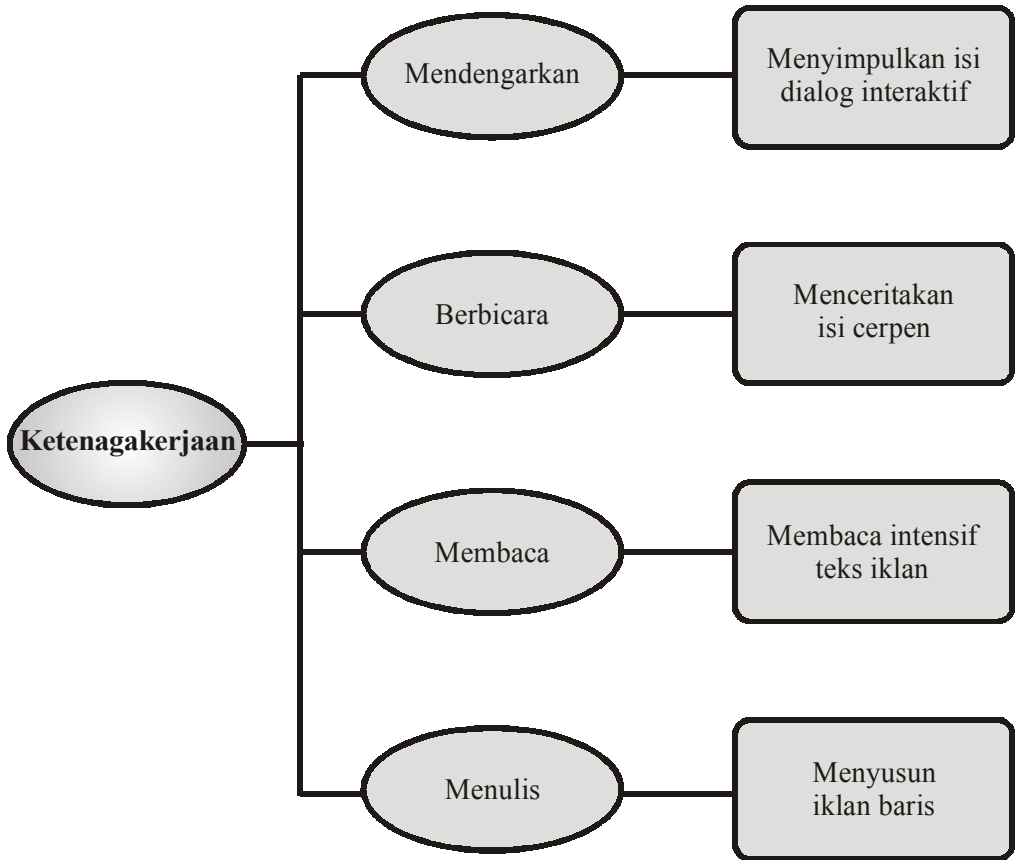 Mendengarkan
Menyimpulkan isi
dialog interaktif
Berbicara
Menceritakan
isi cerpen
Ketenagakerjaan
Membaca
Membaca intensif
teks iklan
Menulis
Menyusun
iklan baris